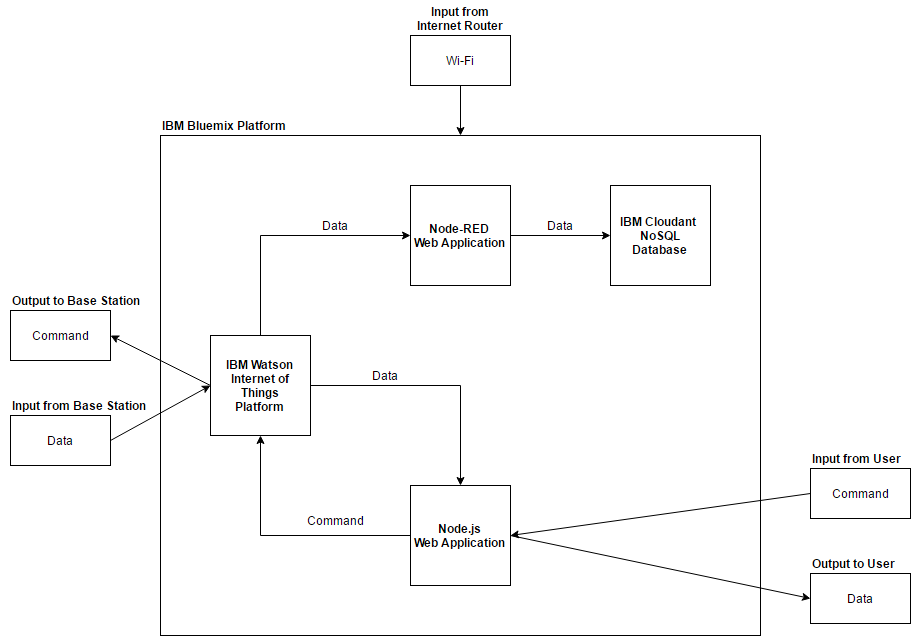 Input from
Internet Router
Wi-Fi
IBM Bluemix Platform
Data
Node-RED
Web Application
Data
IBM Cloudant
NoSQL
Database
Output to Base Station
Command
Input from Base Station
Data
IBM Watson
Internet of
Things
Platform
Data
Command
Node.js
Web Application
Input from User
Command
Output to User
Data